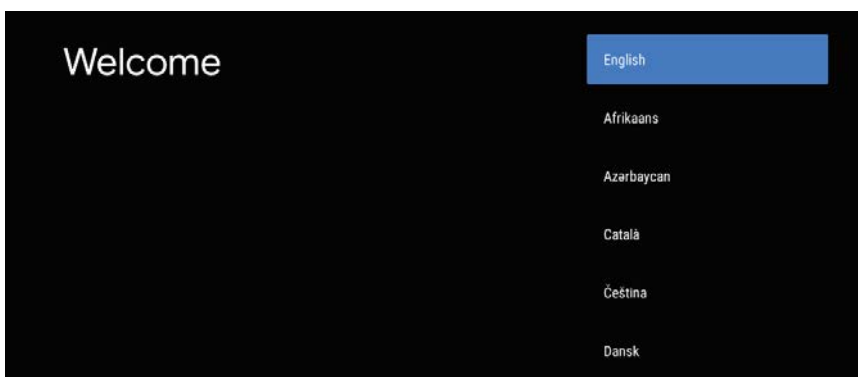 Welcome
English
Afrikaans
Azərbaycan
Català
Čeština
Dansk